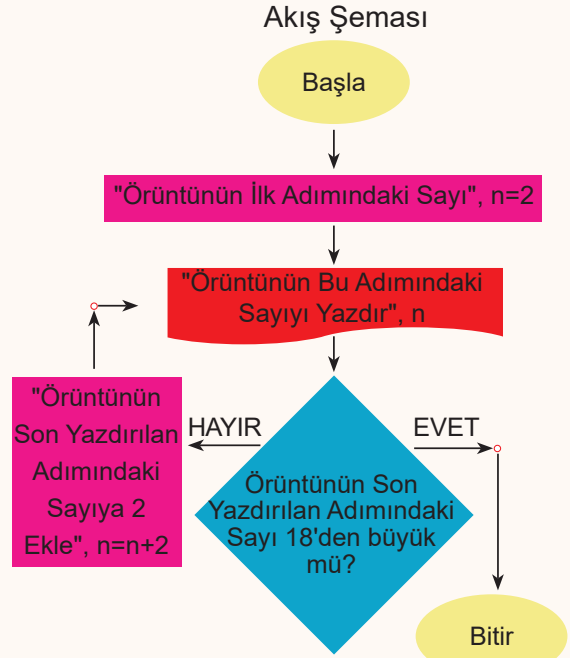 Akış Şeması
Başla
"Örüntünün İlk Adımındaki Sayı", n=2
"Örüntünün Bu Adımındaki
Sayıyı Yazdır", n
"Örüntünün
Son Yazdırılan
Adımındaki
Sayıya 2
Ekle", n=n+2
HAYIR
EVET
Örüntünün Son
Yazdırılan Adımındaki
Sayı 18'den büyük
mü?
Bitir